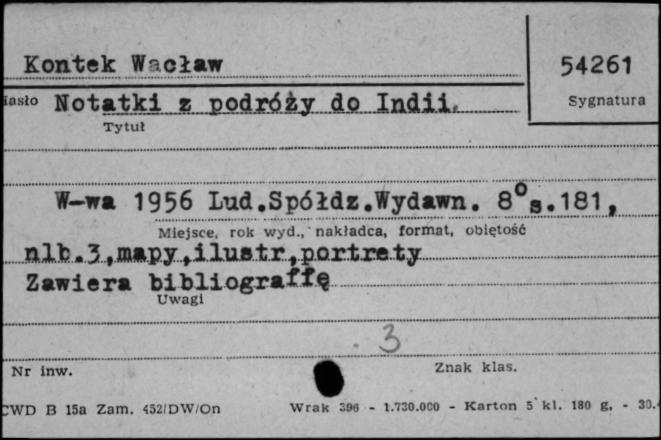 Kontek Wacław
54261
Hasło Notatki z podróży do Indii.
Sygnatura
Tytuł
W-wa 1956 Lud.Spółdz.Wydawn. 8° s.181,
Miejsce, rok wyd., nakładca, format, objętość
nlb.3,mapy,ilustr,portrety
Zawiera bibliograffę
Uwagi
3
Nr inw.
Znak klas.
CWD B 15a Zam. 452/DW/On Wrak 396 - 1.730.000 - Karton 5 kl. 180 g, - 30.